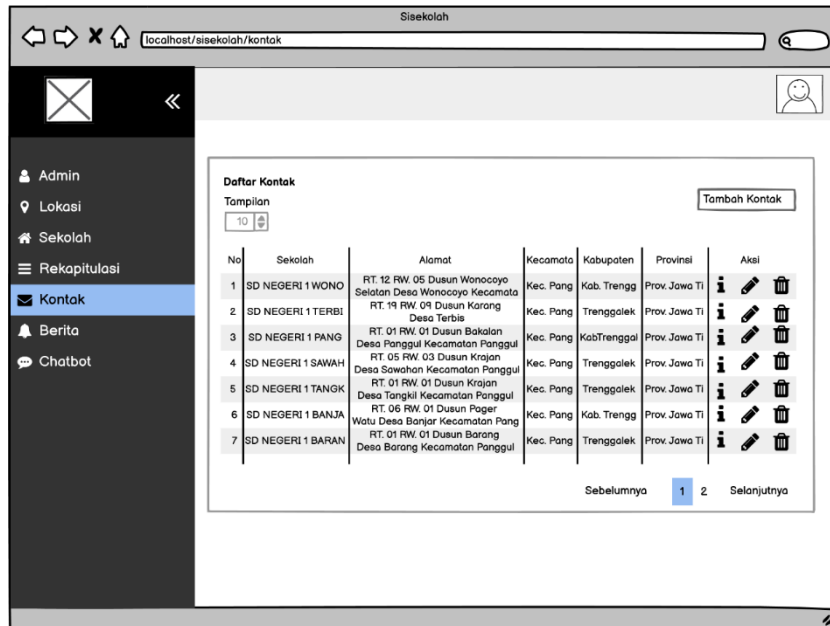 Sisekolah
localhost/sisekolah/kontak
Admin
Lokasi
Sekolah
Rekapitulasi
Kontak
Berita
Chatbot
Daftar Kontak
Tampilan
10
Tambah Kontak
No Sekolah Alamat Kecamata Kabupaten Provinsi Aksi
1 SD NEGERI 1 WONO RT. 12 RW. 05 Dusun Wonocoyo Kec. Pang Kab. Trengg Prov. Jawa Ti
Selatan Desa Wonocoyo Kecamata
2 SD NEGERI 1 TERBI RT. 19 RW. 09 Dusun Karang Kec. Pang Trenggalek Prov. Jawa Ti
Desa Terbis
3 SD NEGERI 1 PANG RT. 01 RW. 01 Dusun Bakalan Kec. Pang KabTrenggal Prov. Jawa Ti
Desa Panggul Kecamatan Panggul
4 SD NEGERI 1 SAWAH RT. 05 RW. 03 Dusun Krajan Kec. Pang Trenggalek Prov. Jawa Ti
Desa Sawahan Kecamatan Panggul
5 SD NEGERI 1 TANGK RT. 01 RW. 01 Dusun Krajan Kec. Pang Trenggalek Prov. Jawa Ti
Desa Tangkil Kecamatan Panggul
6 SD NEGERI 1 BANJA RT. 06 RW. 01 Dusun Pager Kec. Pang Kab. Trengg Prov. Jawa Ti
Watu Desa Banjar Kecamatan Pang
7 SD NEGERI 1 BARAN RT. 01 RW. 01 Dusun Barang Kec. Pang Trenggalek Prov. Jawa Ti
Desa Barang Kecamatan Panggul
Sebelumnya 1 2 Selanjutnya